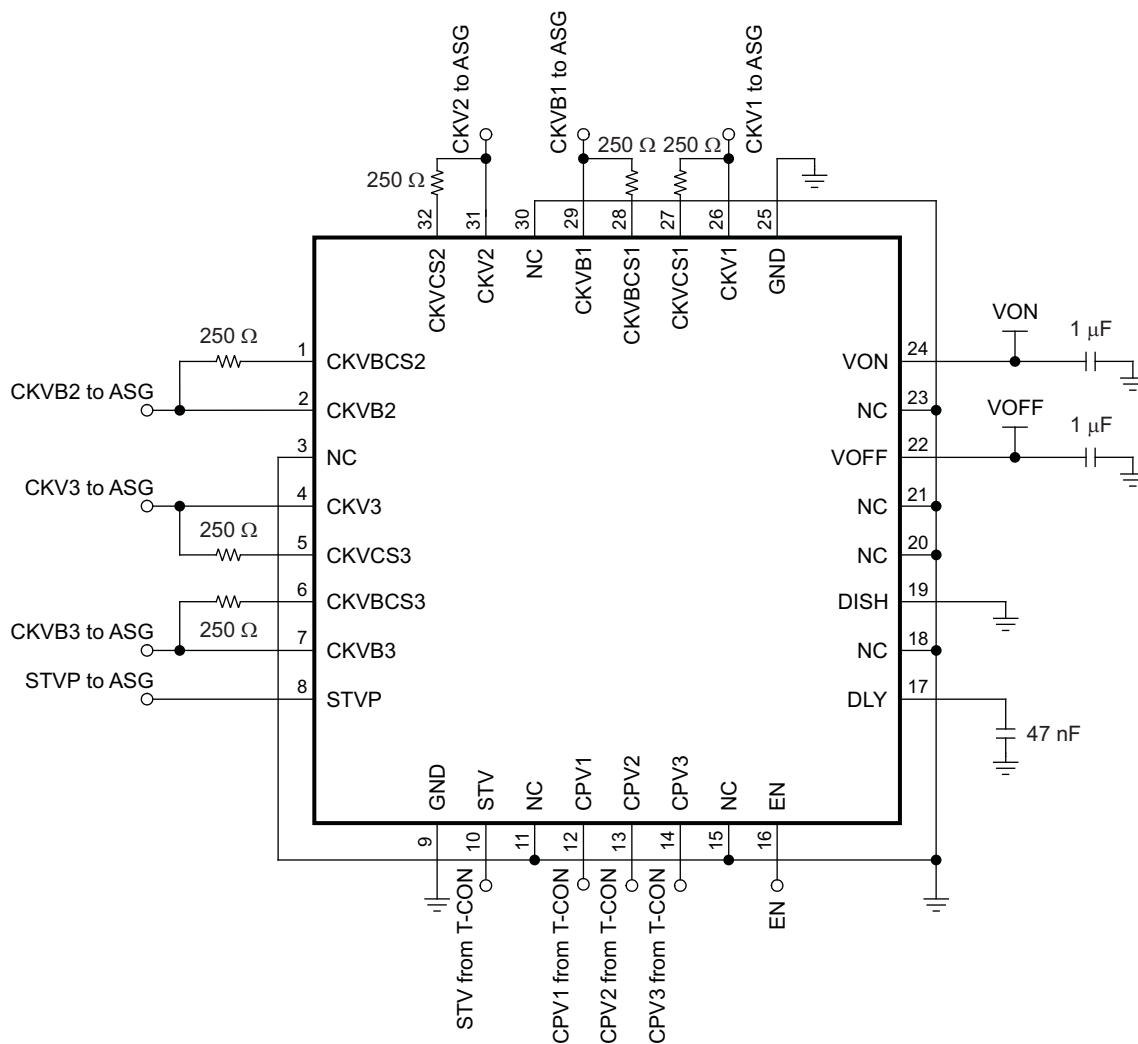 CKV2 to ASG
CKVB1 to ASG
CKV1 to ASG
250 Ω
250 Ω
250 Ω
32
31
30
29
28
27
26
25
CKVCS2
CKV2
NC
CKVB1
CKVBCS1
CKVCS1
CKV1
GND
250 Ω
1
CKVBCS2
CKVB2 to ASG
2
CKVB2
3
NC
CKV3 to ASG
4
CKV3
250 Ω
5
CKVCS3
6
CKVBCS3
CKVB3 to ASG
250 Ω
7
CKVB3
STVP to ASG
8
STVP
VON
1 μF
VON
24
NC
23
VOFF
1 μF
VOFF
22
NC
21
NC
20
DISH
19
NC
18
DLY
17
47 nF
GND
STV
NC
CPV1
CPV2
CPV3
NC
EN
9
10
11
12
13
14
15
16
STV from T-CON
CPV1 from T-CON
CPV2 from T-CON
CPV3 from T-CON
EN